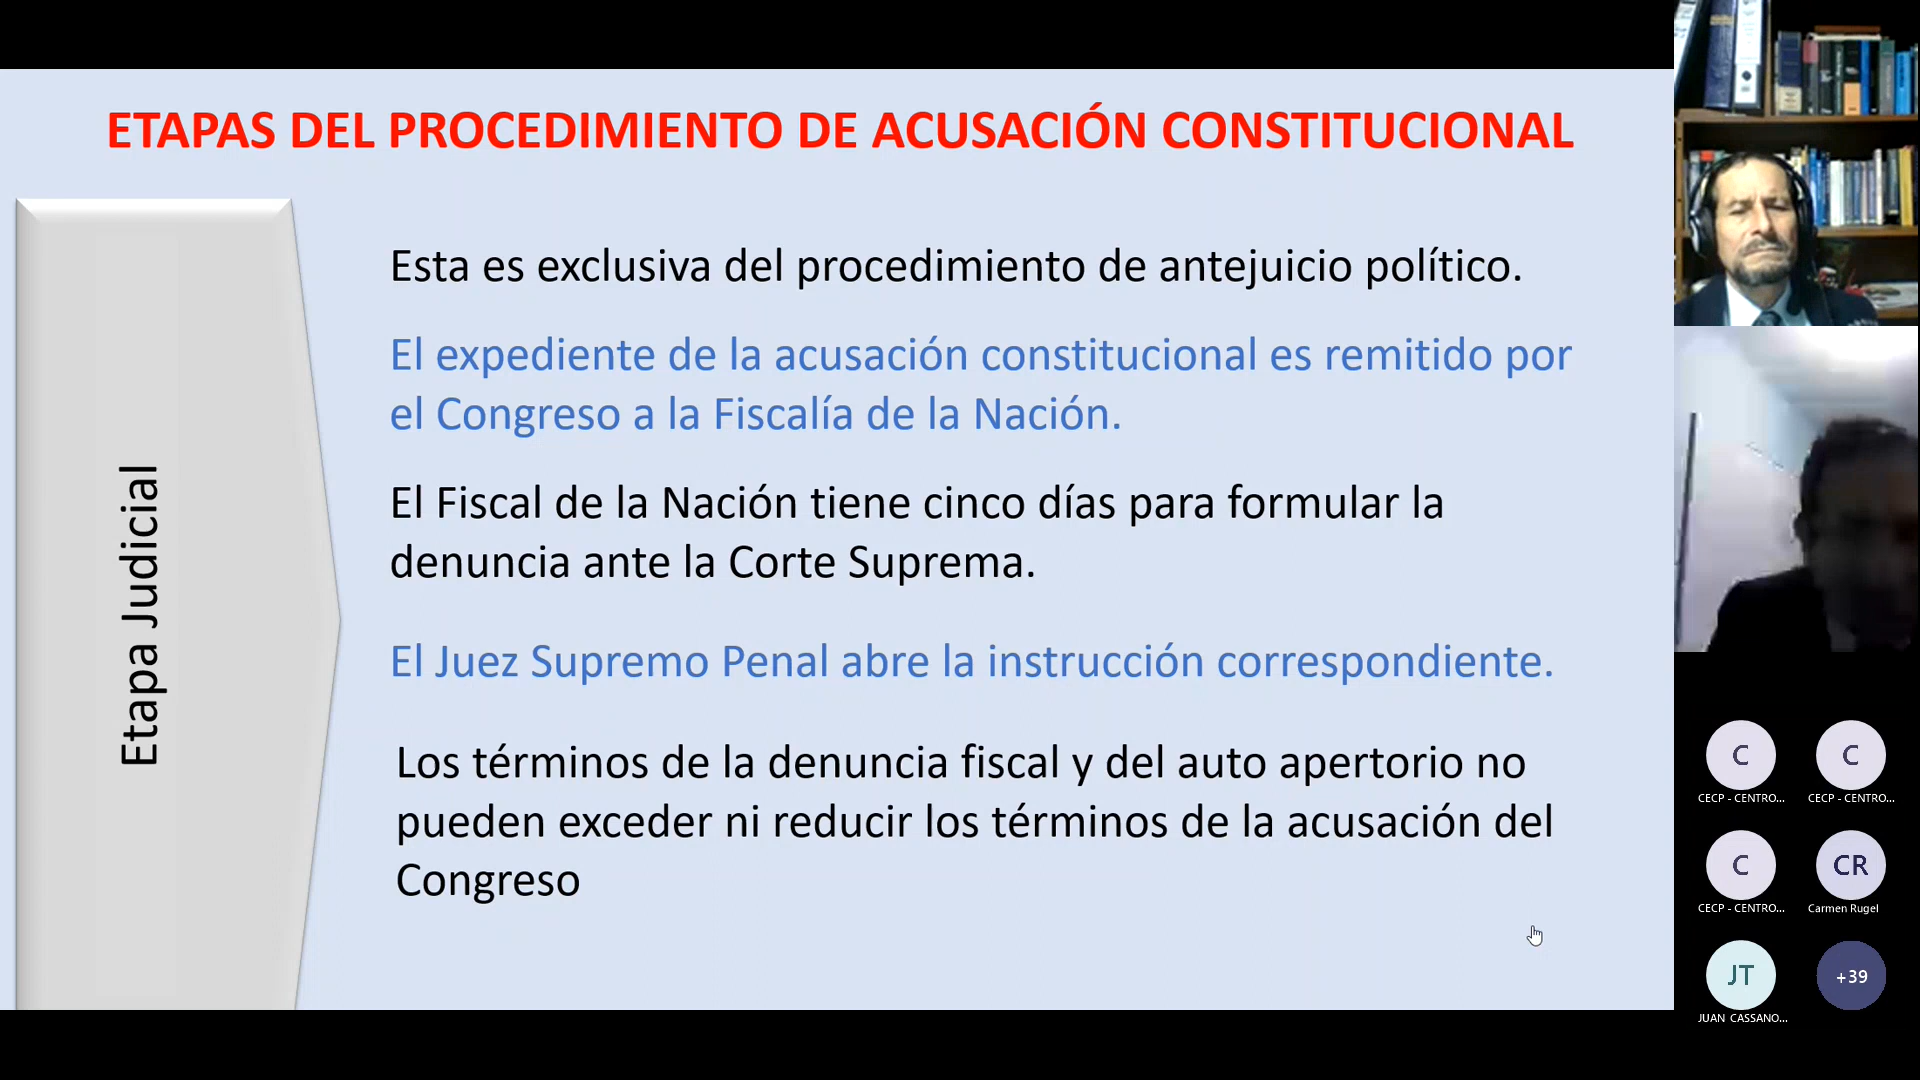 ETAPAS DEL PROCEDIMIENTO DE ACUSACIÓN CONSTITUCIONAL
Etapa Judicial
Esta es exclusiva del procedimiento de antejuicio político.
El expediente de la acusación constitucional es remitido por
el Congreso a la Fiscalía de la Nación.
El Fiscal de la Nación tiene cinco días para formular la
denuncia ante la Corte Suprema.
El Juez Supremo Penal abre la instrucción correspondiente.
Los términos de la denuncia fiscal y del auto apertorio no
pueden exceder ni reducir los términos de la acusación del
Congreso
C
CECP - CENTRO...
C
CECP - CENTRO...
C
CECP - CENTRO...
CR
Carmen Rugel
JT
JUAN CASSANO...
+39